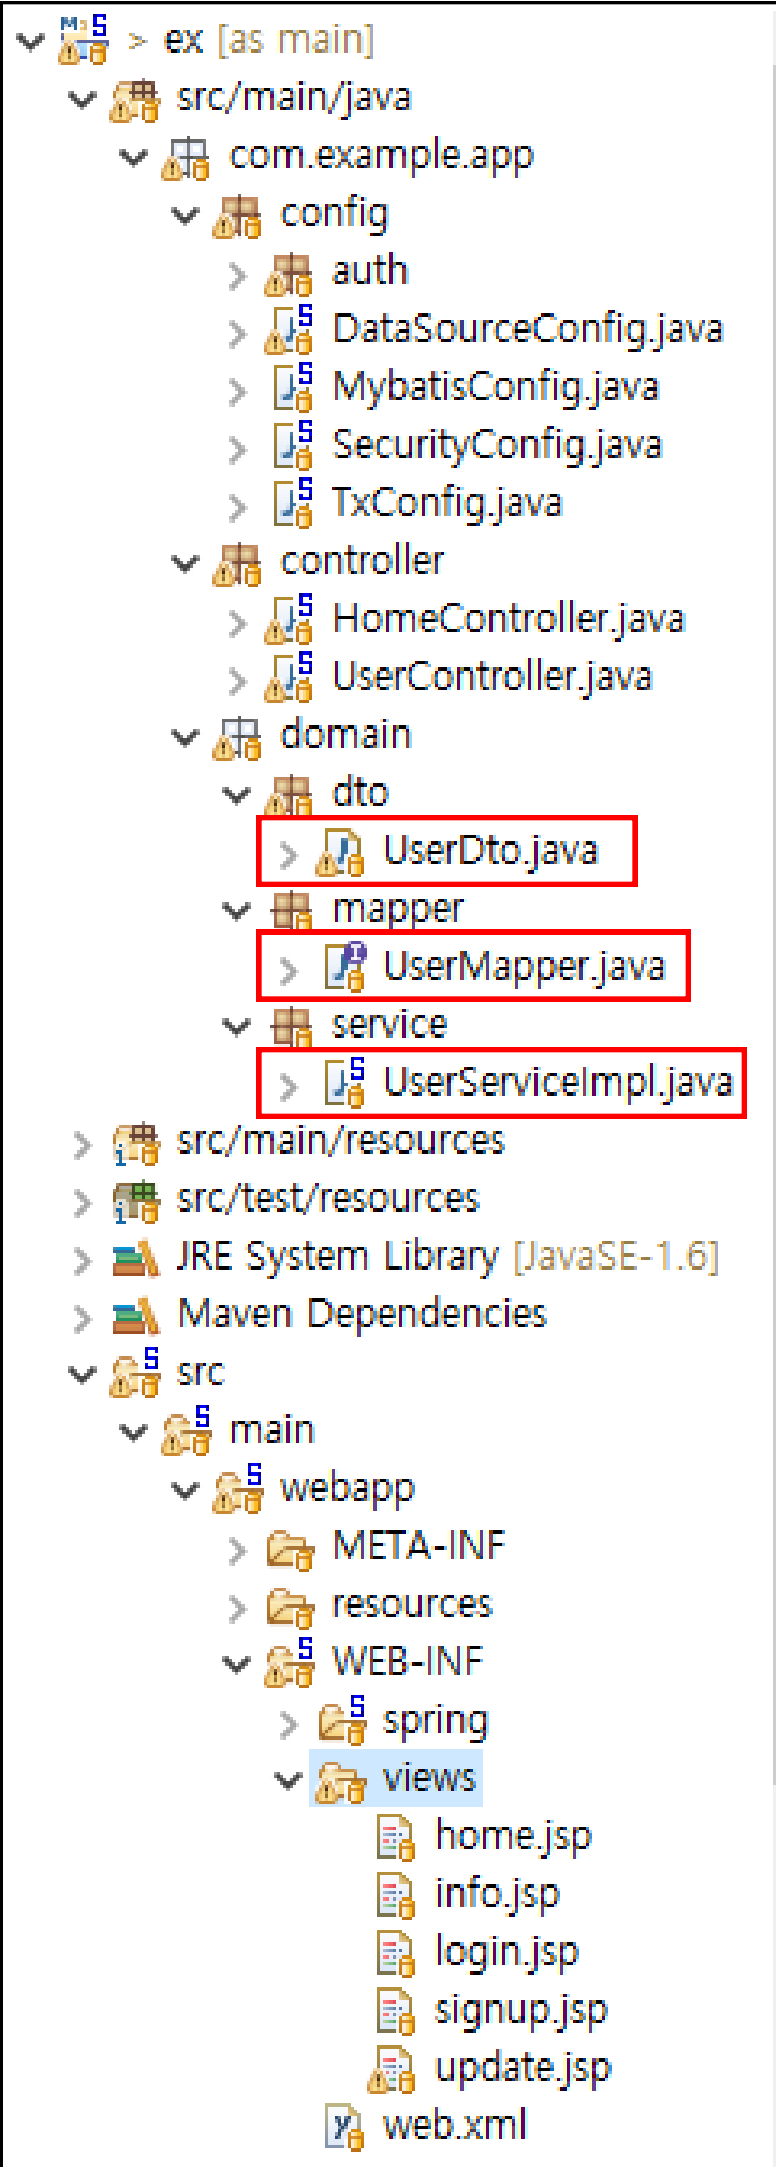 > ex [as main]
src/main/java
com.example.app
config
auth
DataSourceConfig.java
MybatisConfig.java
SecurityConfig.java
TxConfig.java
controller
HomeController.java
UserController.java
domain
dto
UserDto.java
mapper
UserMapper.java
service
UserServiceImpl.java
src/main/resources
src/test/resources
JRE System Library [JavaSE-1.6]
Maven Dependencies
src
main
webapp
META-INF
resources
WEB-INF
spring
views
home.jsp
info.jsp
login.jsp
signup.jsp
update.jsp
web.xml